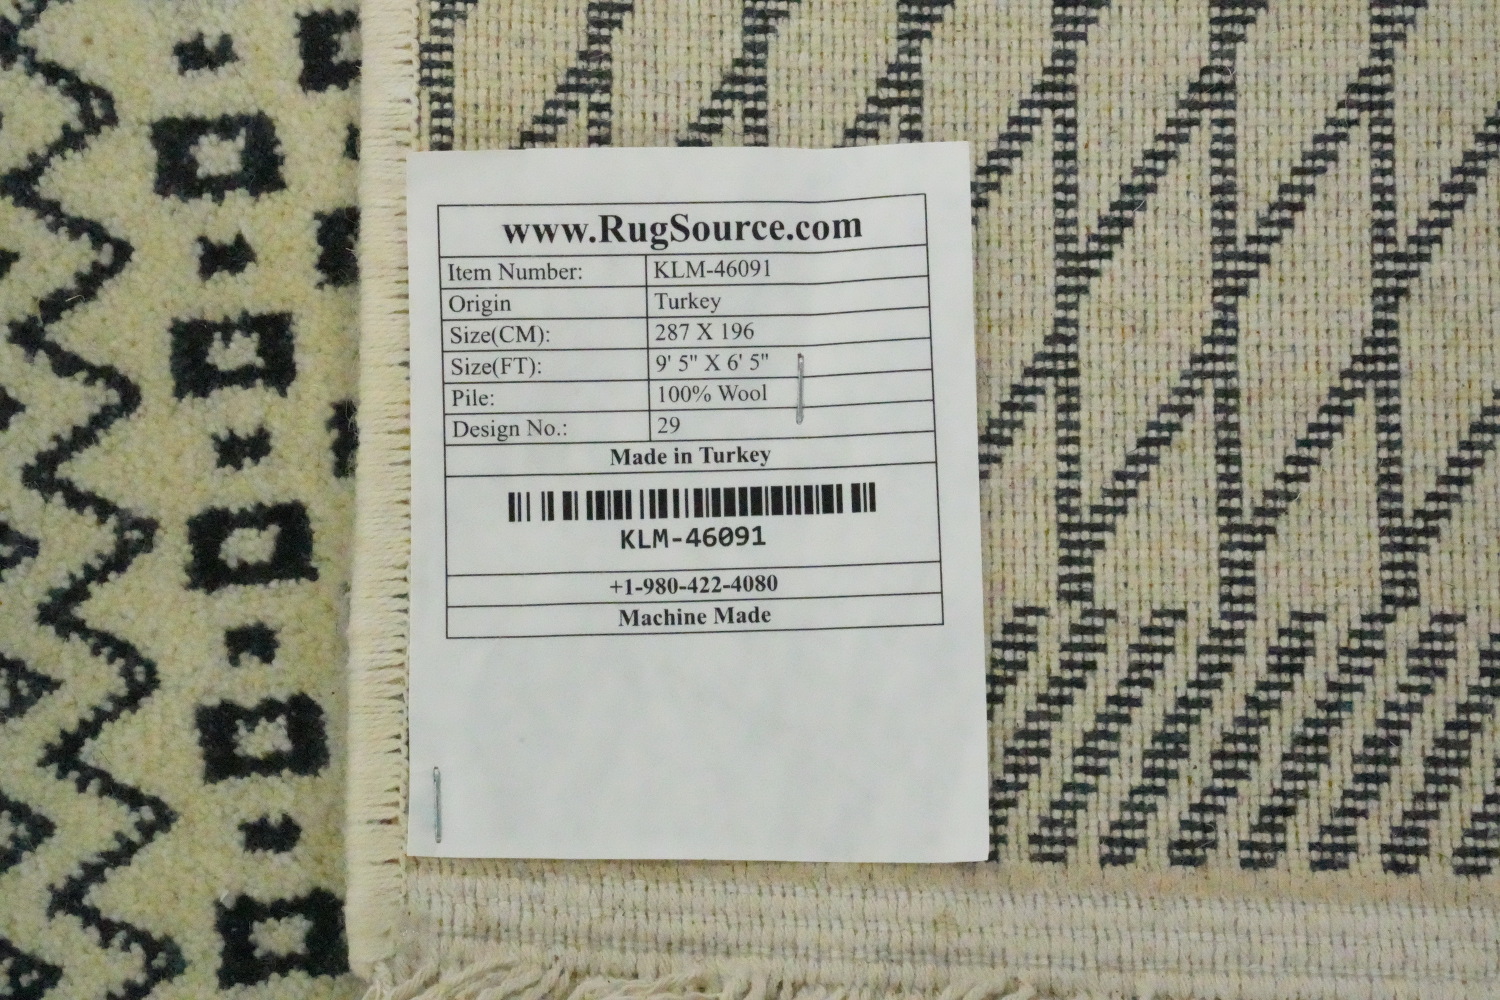 www.RugSource.com
Item Number: KLM-46091
Origin Turkey
Size(CM): 287 X 196
Size(FT): 9' 5" X 6' 5"
Pile: 100% Wool
Design No.: 29
Made in Turkey
KLM-46091
+1-980-422-4080
Machine Made